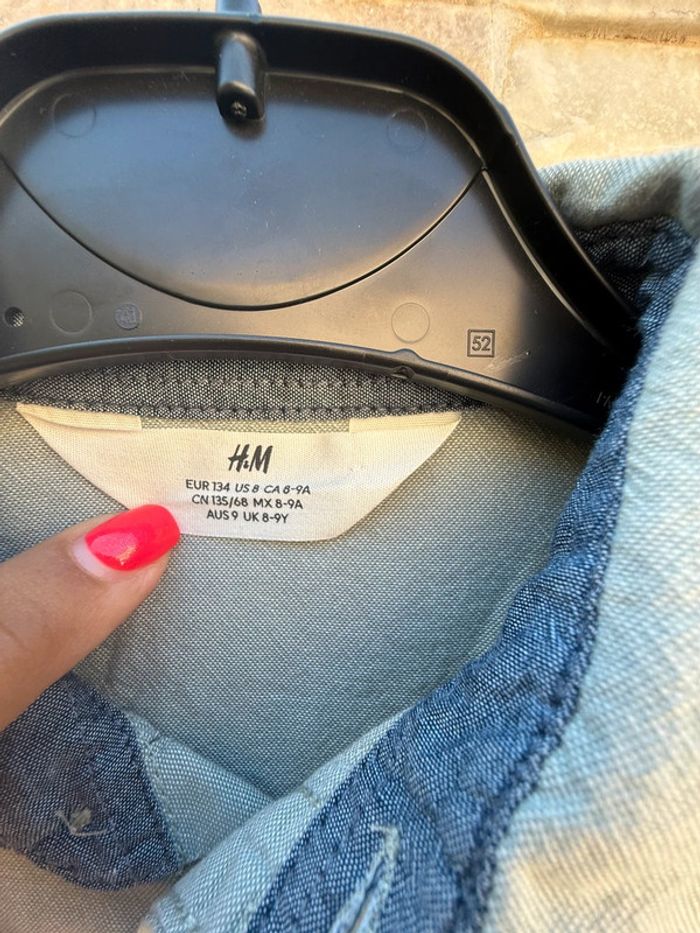 52
H&M
EUR 134 US 8 CA 8-9A
CN 135/68 MX 8-9A
AUS 9 UK 8-9Y